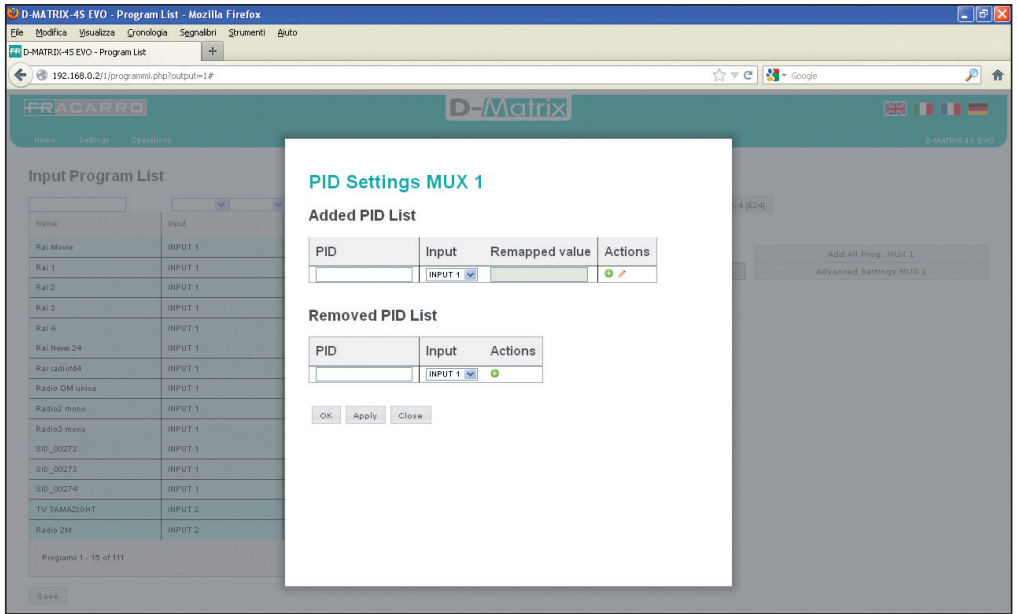 D-MATRIX-4S EVO - Program List - Mozilla Firefox
File Modifica Visualizza Cronologia Segnalibri Strumenti Aiuto
FR D-MATRIX-4S EVO - Program List +
192.168.0.2/1/programmi.php?output=1# Google
FRACARRO D-Matrix
Home Settings Operations D-MATRIX-4S EVO
Input Program List
4 [E24]
Name Input
Rai Movie INPUT 1
Rai 1 INPUT 1
Rai 2 INPUT 1
Rai 3 INPUT 1
Rai 4 INPUT 1
Rai News 24 INPUT 1
Rai radiofd4 INPUT 1
Radio OM unica INPUT 1
Radio2 mono INPUT 1
Radio3 mono INPUT 1
SID_00272 INPUT 1
SID_00273 INPUT 1
SID_00274 INPUT 1
TV TAMAZIGHT INPUT 2
Radio 2M INPUT 2
Programs 1 - 15 of 111
Save
PID Settings MUX 1
Added PID List
PID Input Remapped value Actions
INPUT 1
Removed PID List
PID Input Actions
INPUT 1
OK Apply Close
Add All Prog. MUX 1
Advanced Settings MUX 1